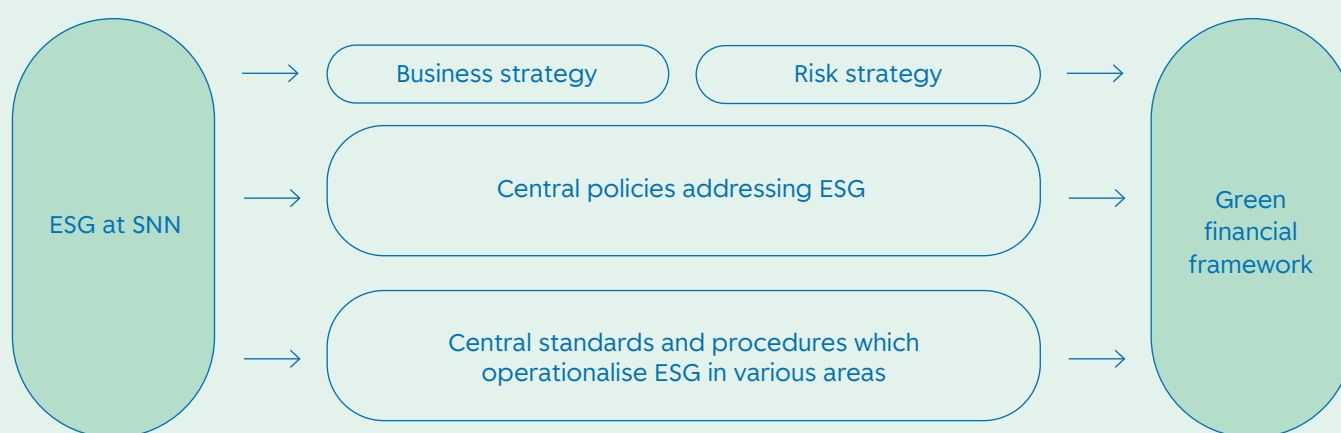 ESG at SNN
Business strategy
Risk strategy
Central policies addressing ESG
Central standards and procedures which
operationalise ESG in various areas
Green
financial
framework